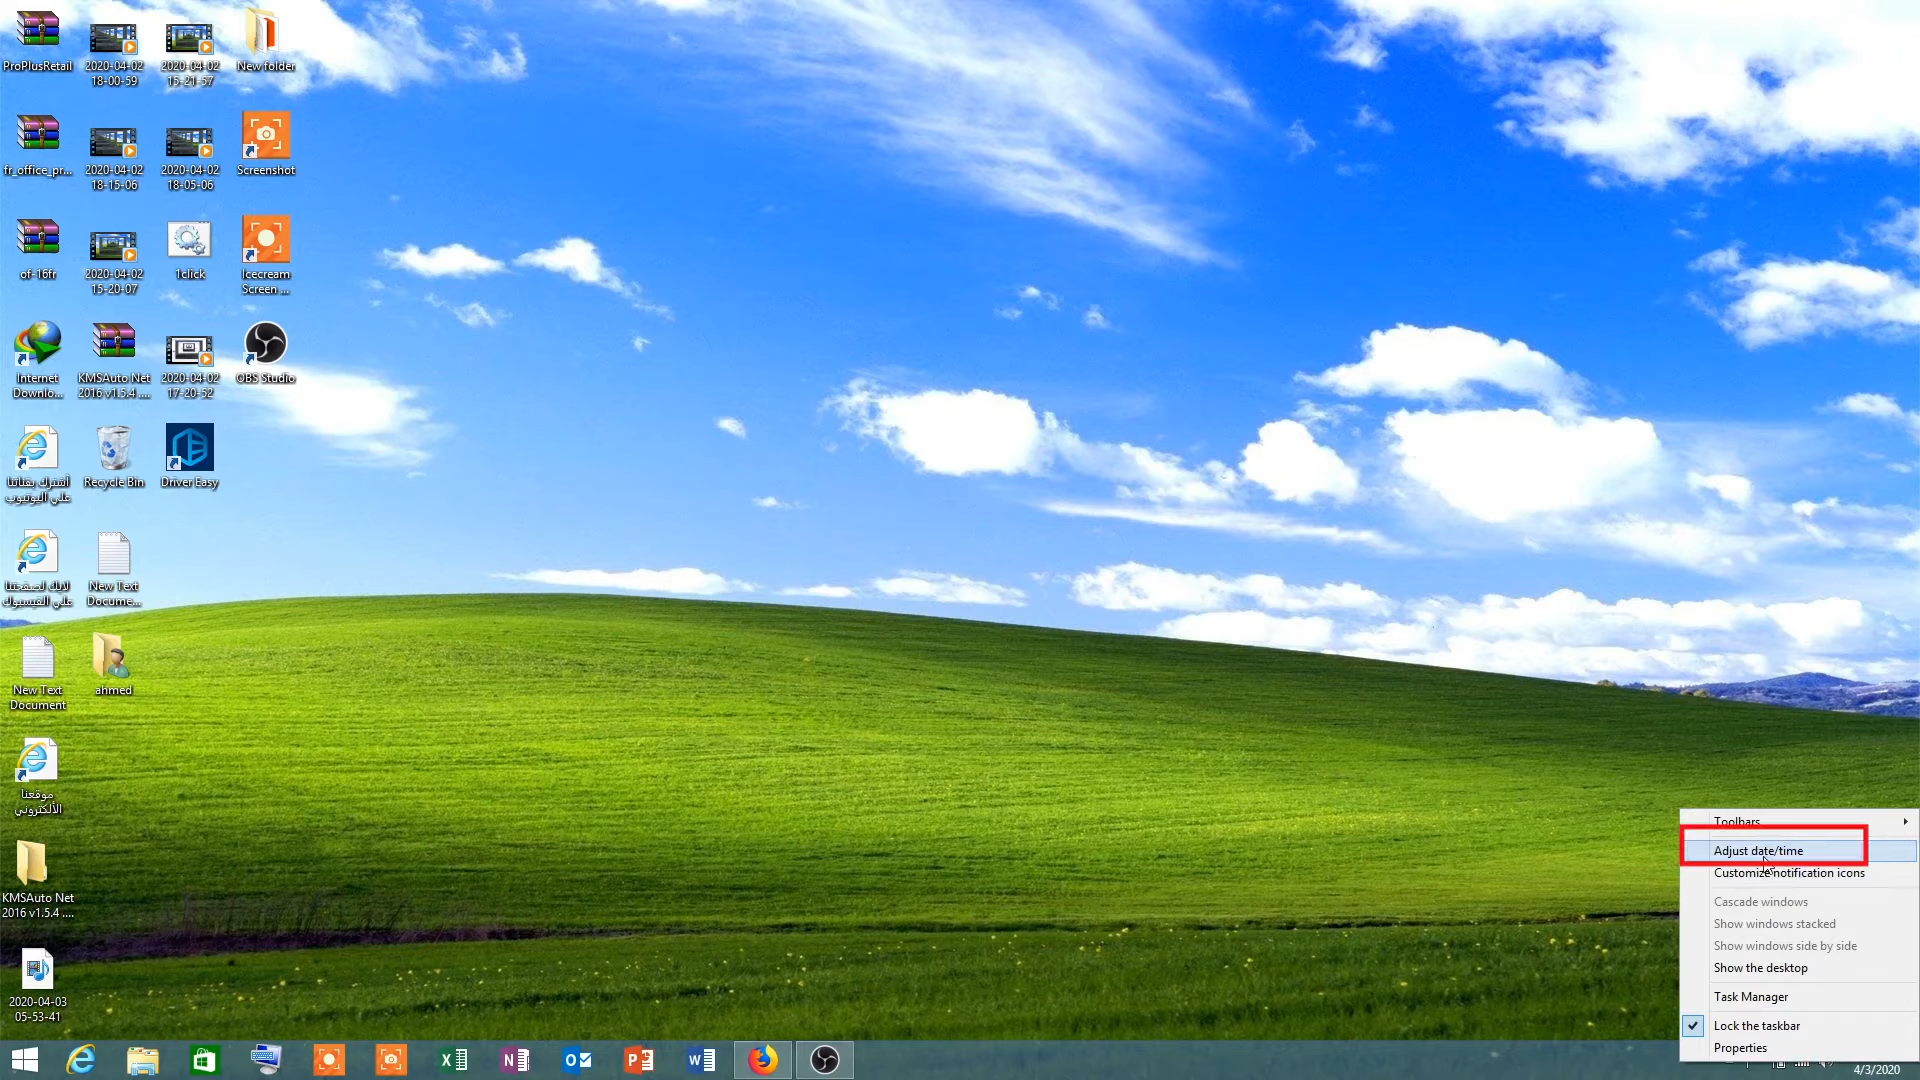 ProPlusRetail
2020-04-02
18-00-59
2020-04-02
15-21-57
New folder
fr_office_pr...
2020-04-02
18-15-06
2020-04-02
18-05-06
Screenshot
of-16fr
2020-04-02
15-20-07
1click
Icecream
Screen ...
Internet
Downlo...
KMSAuto Net
2016 v1.5.4 ....
2020-04-02
17-20-52
OBS Studio
أشترك بقناتنا
على اليوتيوب
Recycle Bin
Driver Easy
لايك لصفحتنا
على الفيسبوك
New Text
Docume...
New Text
Document
ahmed
موقعنا
الألكتروني
KMSAuto Net
2016 v1.5.4 ....
2020-04-03
05-53-41
Toolbars
Adjust date/time
Customize notification icons
Cascade windows
Show windows stacked
Show windows side by side
Show the desktop
Task Manager
Lock the taskbar
Properties
4/3/2020